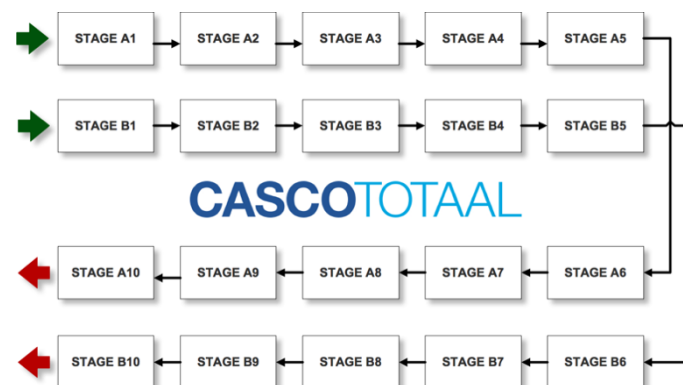 STAGE A1 STAGE A2 STAGE A3 STAGE A4 STAGE A5
STAGE B1 STAGE B2 STAGE B3 STAGE B4 STAGE B5
CASCOTOTAAL
STAGE A10 STAGE A9 STAGE A8 STAGE A7 STAGE A6
STAGE B10 STAGE B9 STAGE B8 STAGE B7 STAGE B6